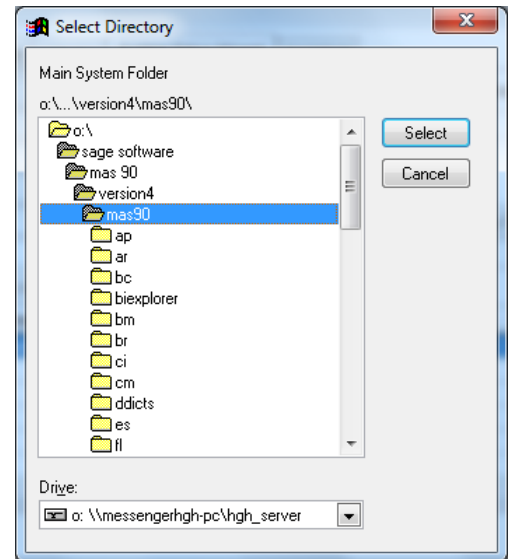 Select Directory
Main System Folder
o:\...\version4\mas90\
o:\
sage software
mas 90
version4
mas90
ap
ar
bc
biexplorer
bm
br
ci
cm
ddicts
es
fl
Select
Cancel
Drive:
o: \\messengerhgh-pc\hgh_server